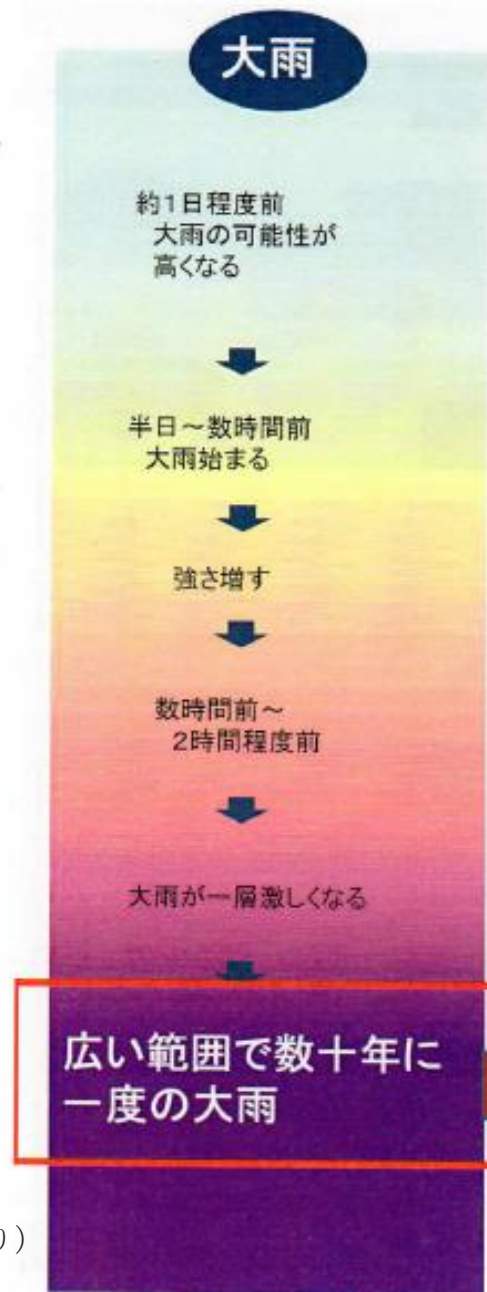 大雨
約1日程度前
大雨の可能性が
高くなる
半日～数時間前
大雨始まる
強さ増す
数時間前～
2時間程度前
大雨が一層激しくなる
広い範囲で数十年に
一度の大雨
)